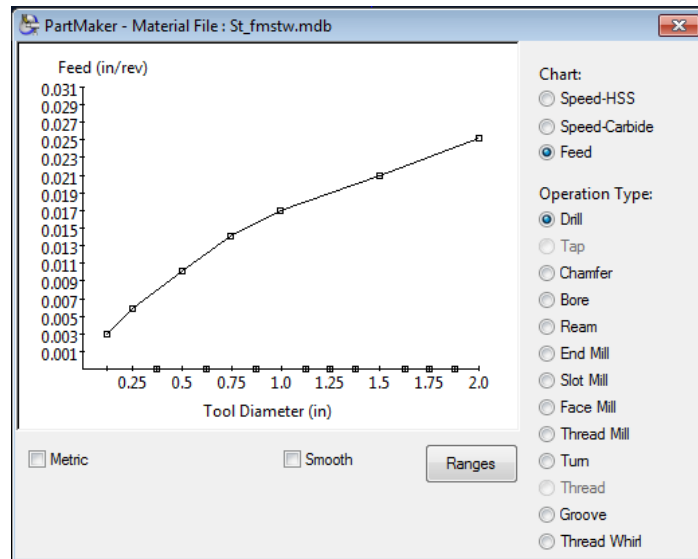 PartMaker - Material File : St_fmstw.mdb
Feed (in/rev)
0.031
0.029
0.027
0.025
0.023
0.021
0.019
0.017
0.015
0.013
0.011
0.009
0.007
0.005
0.003
0.001
0.25 0.5 0.75 1.0 1.25 1.5 1.75 2.0
Tool Diameter (in)
Metric
Smooth
Ranges
Chart:
Speed-HSS
Speed-Carbide
Feed
Operation Type:
Drill
Tap
Chamfer
Bore
Ream
End Mill
Slot Mill
Face Mill
Thread Mill
Turn
Thread
Groove
Thread Whirl